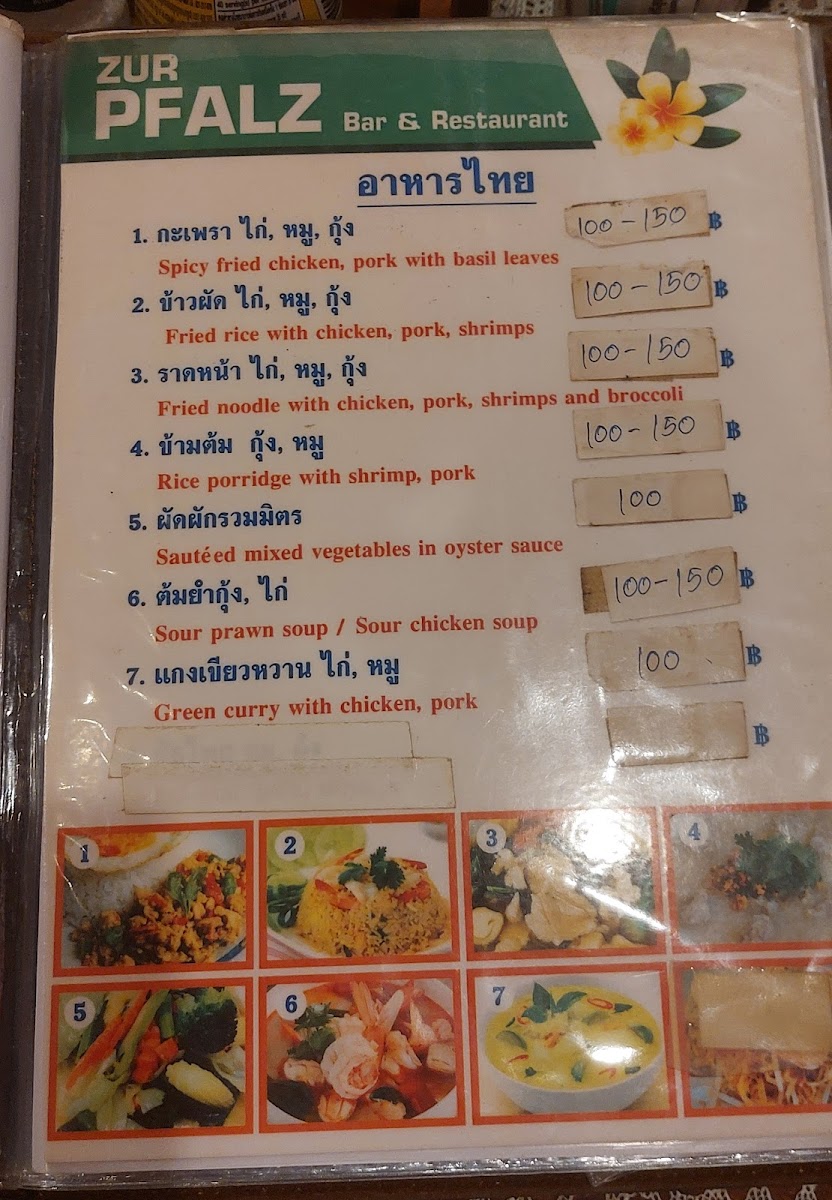 ZUR
PFALZ Bar & Restaurant
อาหารไทย
1. กะเพรา ไก่, หมู, กุ้ง 100-150 ฿
Spicy fried chicken, pork with basil leaves
2. ข้าวผัด ไก่, หมู, กุ้ง 100-150 ฿
Fried rice with chicken, pork, shrimps
3. ราดหน้า ไก่, หมู, กุ้ง 100-150 ฿
Fried noodle with chicken, pork, shrimps and broccoli
4. ข้ามต้ม กุ้ง, หมู 100-150 ฿
Rice porridge with shrimp, pork
5. ผัดผักรวมมิตร 100 ฿
Sautéed mixed vegetables in oyster sauce
6. ต้มยำกุ้ง, ไก่ 100-150 ฿
Sour prawn soup / Sour chicken soup
7. แกงเขียวหวาน ไก่, หมู 100 ฿
Green curry with chicken, pork
฿
1 2 3 4
5 6 7